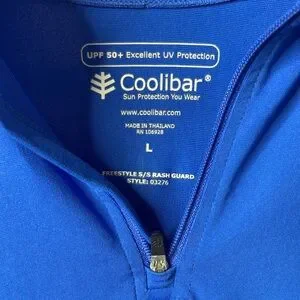 UPF 50+ Excellent UV Protection
Coolibar®
Sun Protection You Wear
www.coolibar.com
MADE IN THAILAND
RN 106928
L
FREESTYLE S/S RASH GUARD
STYLE: 03276